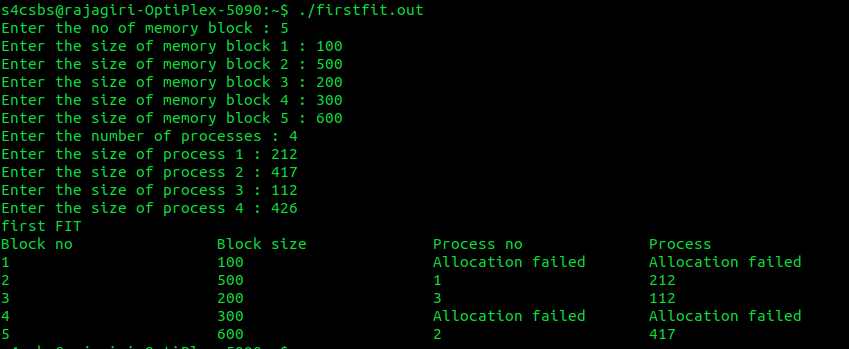 s4csbs@rajagiri-OptiPlex-5090:~$ ./firstfit.out
Enter the no of memory block : 5
Enter the size of memory block 1 : 100
Enter the size of memory block 2 : 500
Enter the size of memory block 3 : 200
Enter the size of memory block 4 : 300
Enter the size of memory block 5 : 600
Enter the number of processes : 4
Enter the size of process 1 : 212
Enter the size of process 2 : 417
Enter the size of process 3 : 112
Enter the size of process 4 : 426
first FIT
Block no Block size Process no Process
1 100 Allocation failed Allocation failed
2 500 1 212
3 200 3 112
4 300 Allocation failed Allocation failed
5 600 2 417